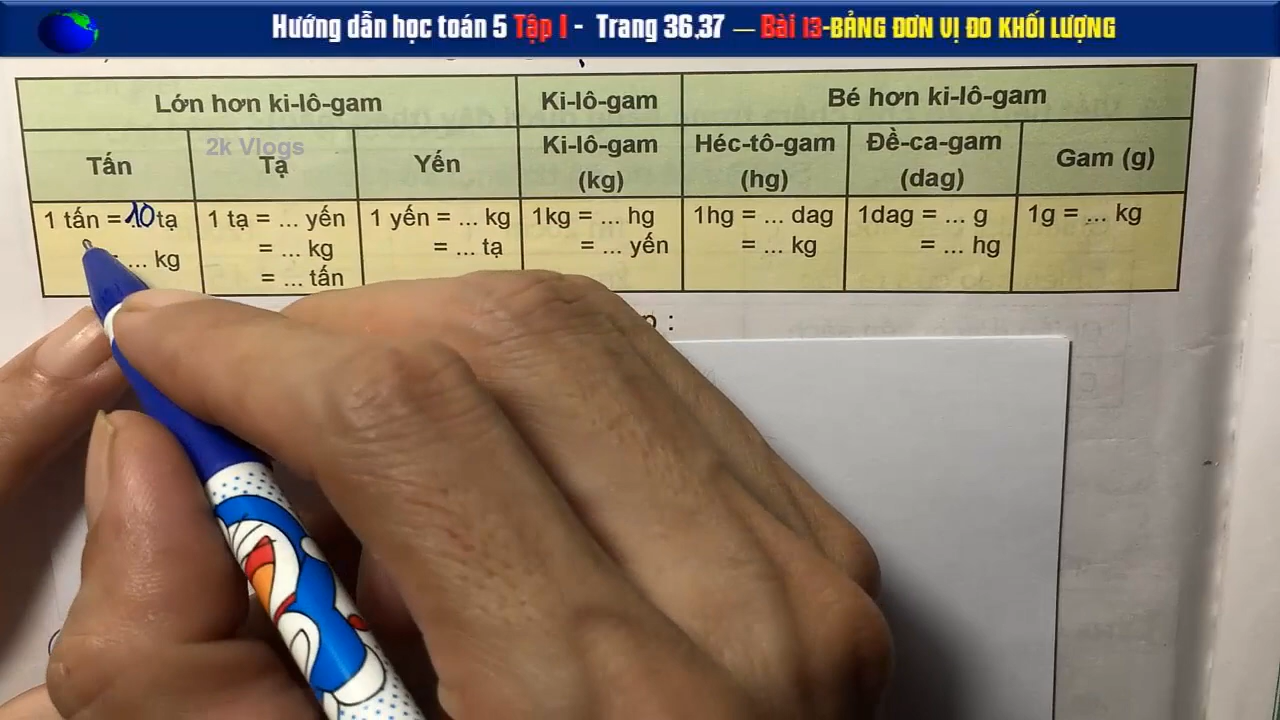 Hướng dẫn học toán 5 Tập 1 - Trang 36,37 — Bài 13-BẢNG ĐƠN VỊ ĐO KHỐI LƯỢNG
Lớn hơn ki-lô-gam Ki-lô-gam Bé hơn ki-lô-gam
2k Vlogs
Tấn Tạ Yến Ki-lô-gam (kg) Héc-tô-gam (hg) Đề-ca-gam (dag) Gam (g)
1 tấn = 10 tạ
= ... kg
1 tạ = ... yến
= ... kg
= ... tấn
1 yến = ... kg
= ... tạ
1kg = ... hg
= ... yến
1hg = ... dag
= ... kg
1dag = ... g
= ... hg
1g = ... kg